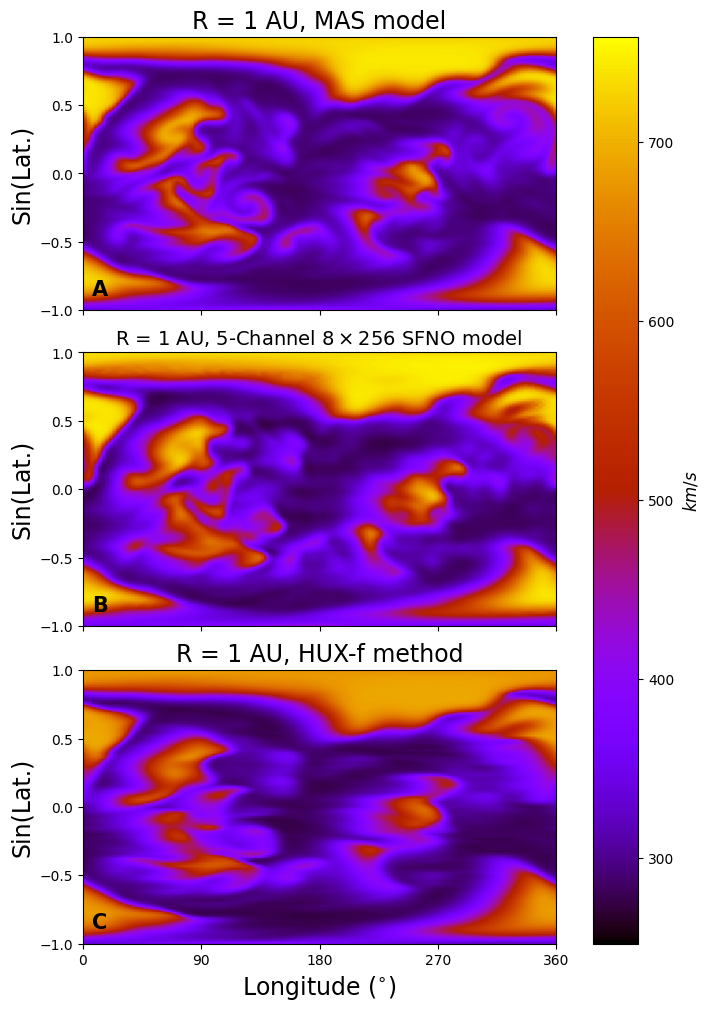 R = 1 AU, MAS model
1.0
0.5
0.0
−0.5
−1.0
Sin(Lat.)
A
R = 1 AU, 5-Channel 8 × 256 SFNO model
1.0
0.5
0.0
−0.5
−1.0
Sin(Lat.)
B
R = 1 AU, HUX-f method
1.0
0.5
0.0
−0.5
−1.0
Sin(Lat.)
C
0 90 180 270 360
Longitude (°)
700
600
500
400
300
km/s